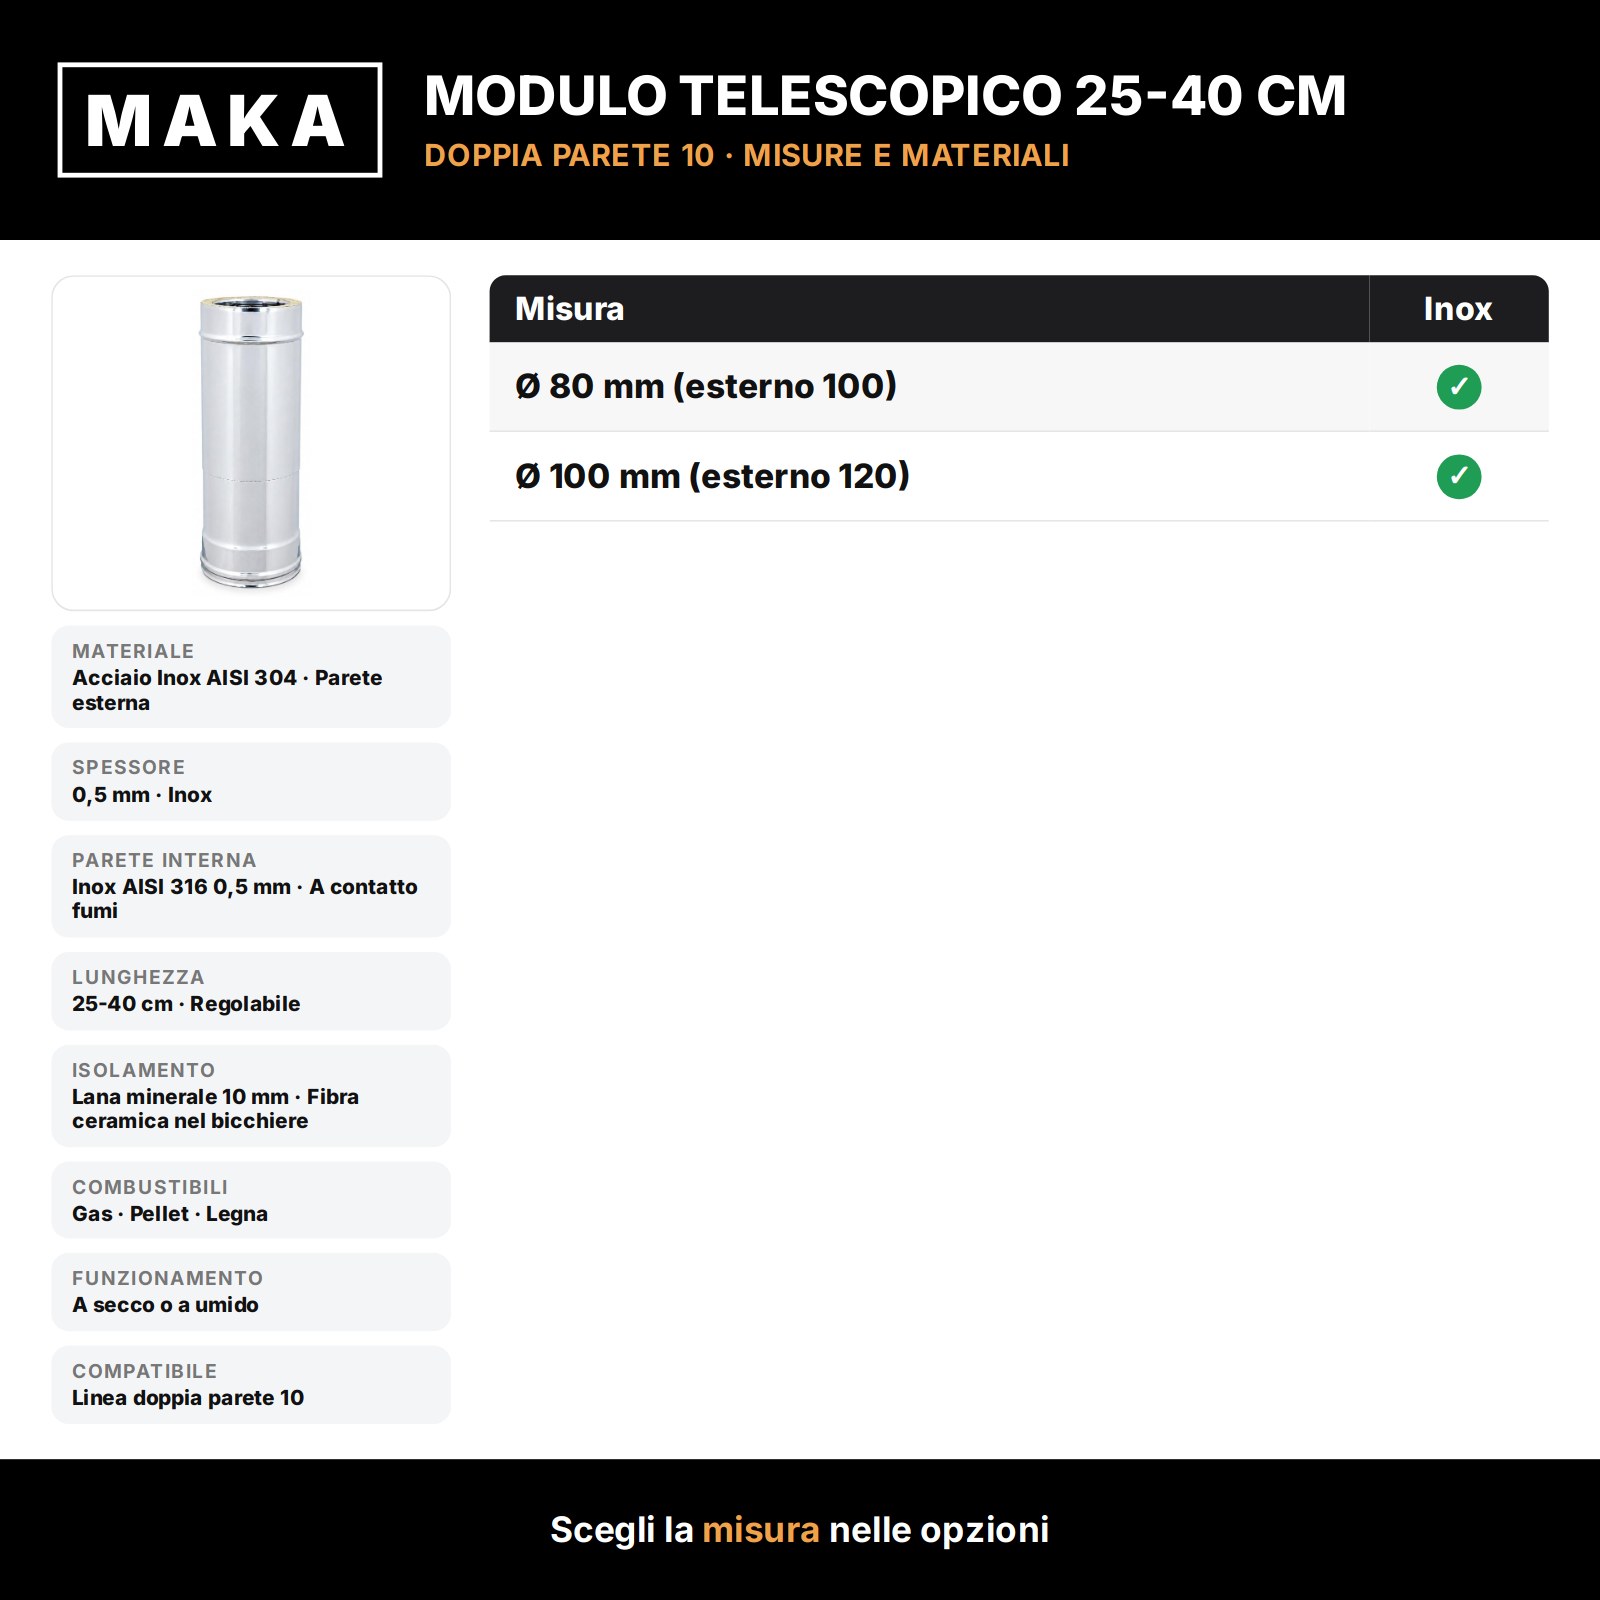 MAKA
MODULO TELESCOPICO 25-40 CM
DOPPIA PARETE 10 · MISURE E MATERIALI
Misura Inox
Ø 80 mm (esterno 100) ✓
Ø 100 mm (esterno 120) ✓
MATERIALE
Acciaio Inox AISI 304 · Parete
esterna
SPESSORE
0,5 mm · Inox
PARETE INTERNA
Inox AISI 316 0,5 mm · A contatto
fumi
LUNGHEZZA
25-40 cm · Regolabile
ISOLAMENTO
Lana minerale 10 mm · Fibra
ceramica nel bicchiere
COMBUSTIBILI
Gas · Pellet · Legna
FUNZIONAMENTO
A secco o a umido
COMPATIBILE
Linea doppia parete 10
Scegli la misura nelle opzioni